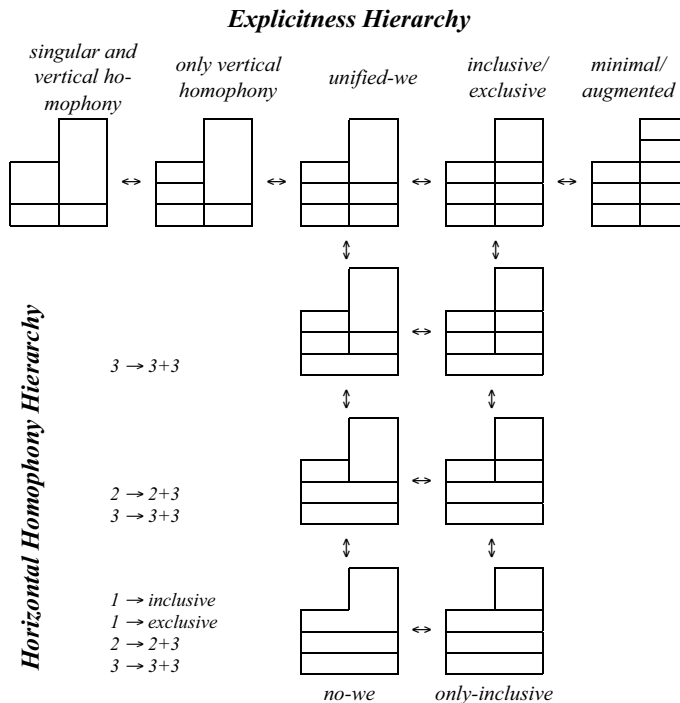 Explicitness Hierarchy
singular and
vertical ho-
mophony
only vertical
homophony
unified-we
inclusive/
exclusive
minimal/
augmented
Horizontal Homophony Hierarchy
3 → 3+3
2 → 2+3
3 → 3+3
1 → inclusive
1 → exclusive
2 → 2+3
3 → 3+3
no-we
only-inclusive